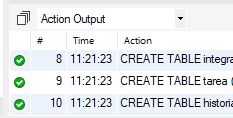 Action Output
# Time Action
8 11:21:23 CREATE TABLE integra
9 11:21:23 CREATE TABLE tarea (
10 11:21:23 CREATE TABLE historia